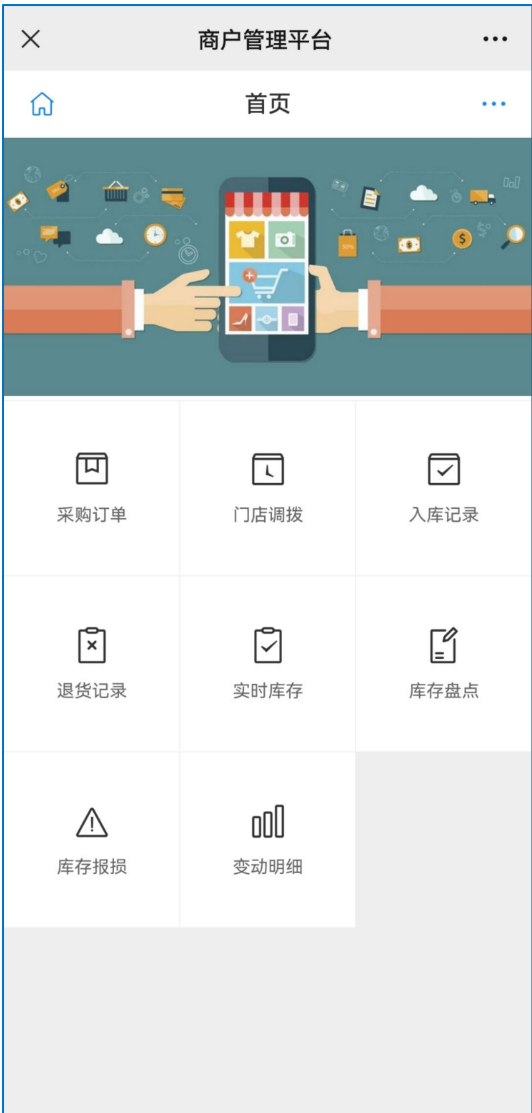 商户管理平台
首页
采购订单
门店调拨
入库记录
退货记录
实时库存
库存盘点
库存报损
变动明细